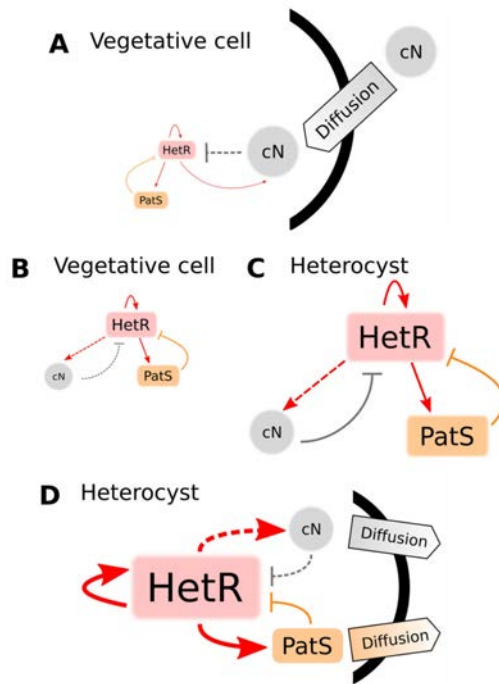 A Vegetative cell
cN
Diffusion
HetR
cN
PatS
B Vegetative cell
HetR
cN
PatS
C Heterocyst
HetR
cN
PatS
D Heterocyst
cN
Diffusion
HetR
PatS
Diffusion